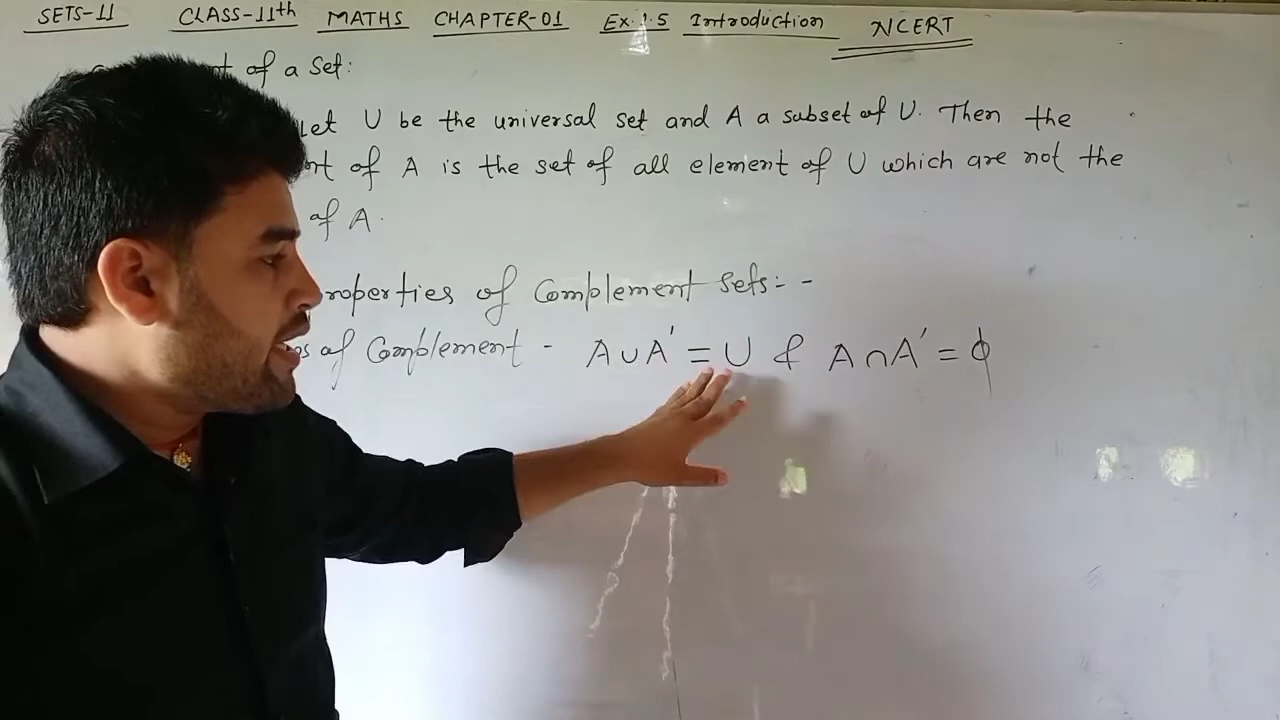 SETS-11 CLASS-11th MATHS CHAPTER-01 Ex. 1.5 Introduction NCERT
of a Set:
Let U be the universal set and A a subset of U. Then the
of A is the set of all element of U which are not the
of A.
Properties of Complement Sets:-
of Complement - A∪A' = U & A∩A' = ϕ